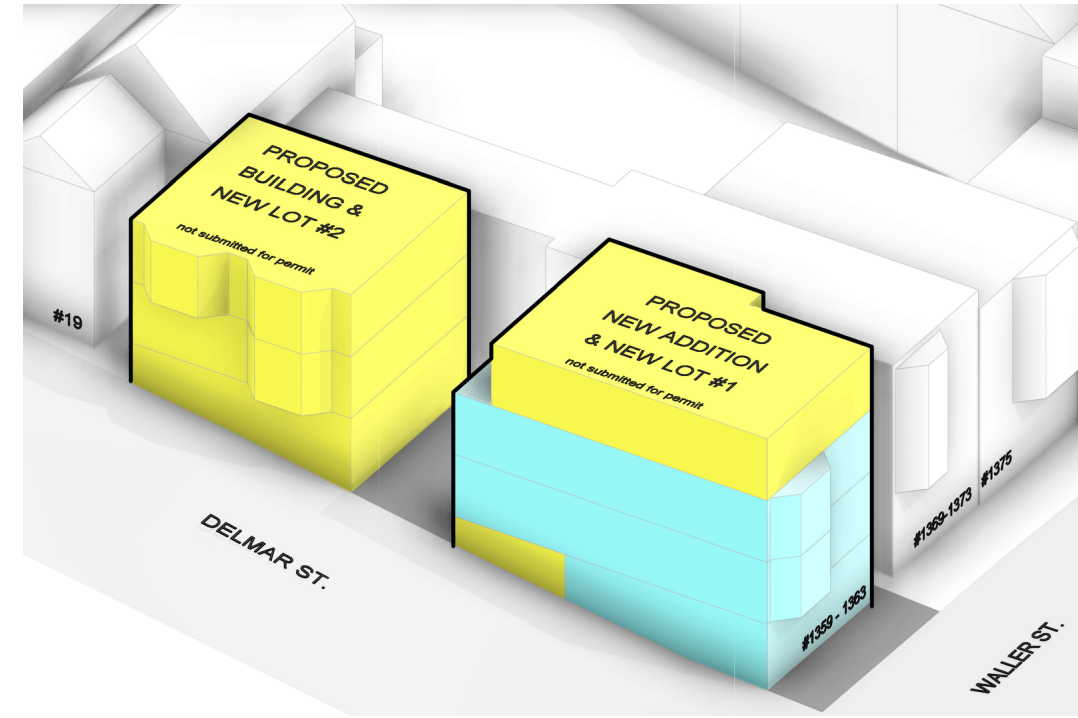 PROPOSED
BUILDING &
NEW LOT #2
not submitted for permit
PROPOSED
NEW ADDITION
& NEW LOT #1
not submitted for permit
#19
#1375
#1369-1373
#1359 - 1363
DELMAR ST.
WALLER ST.